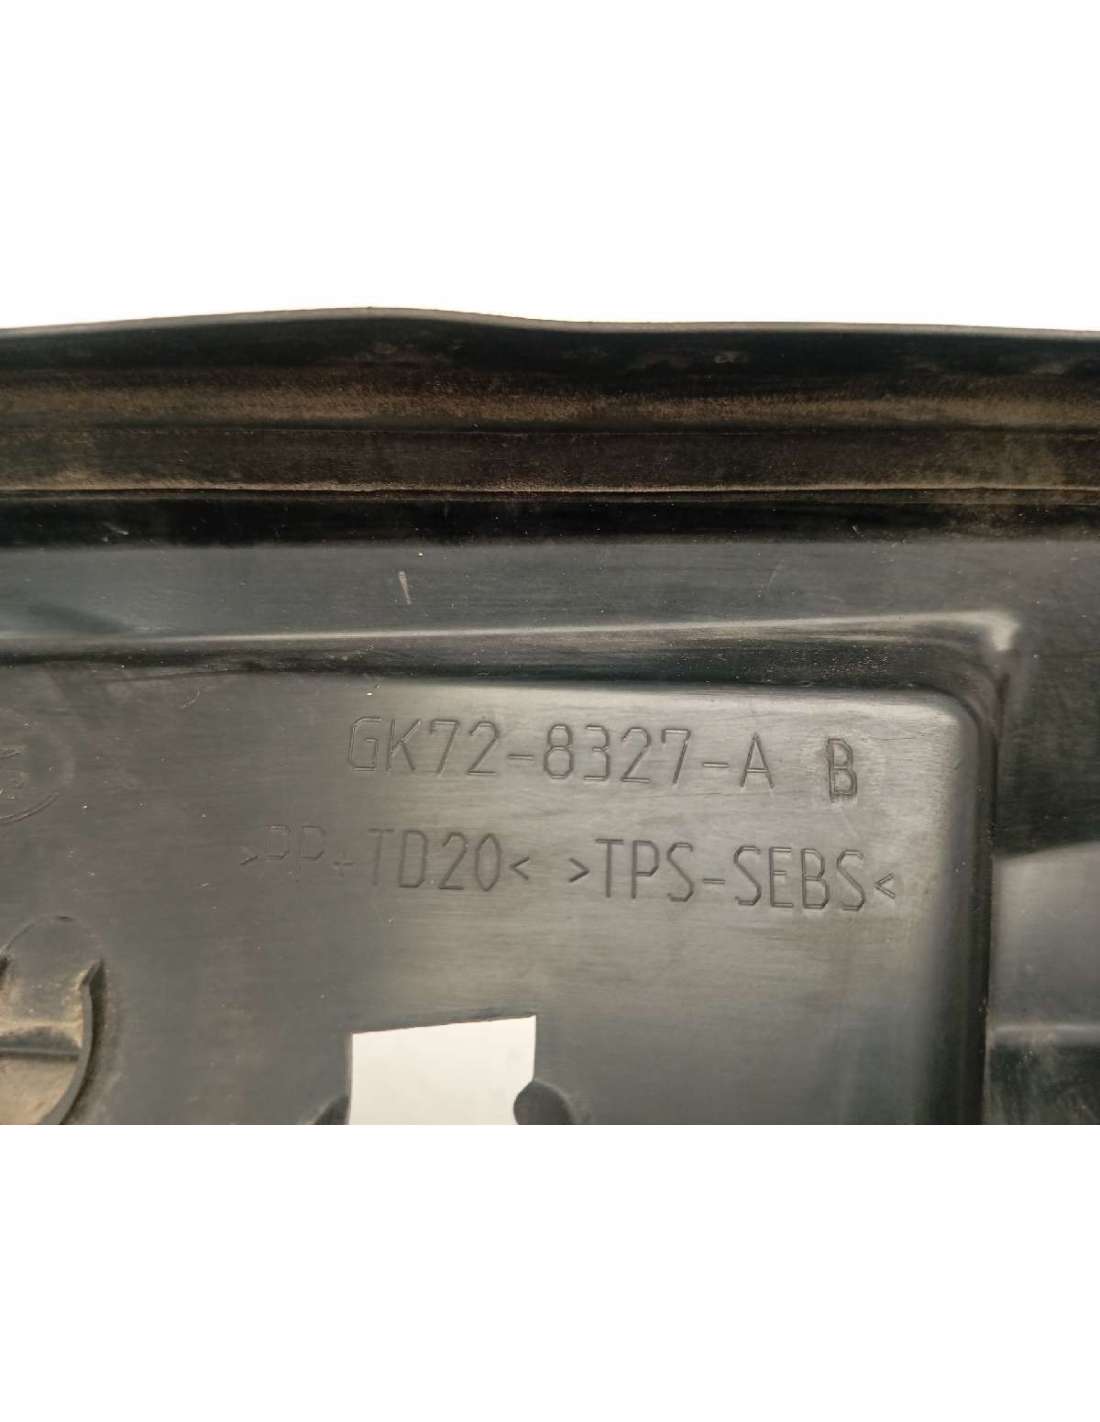 GK72-8327-A B
>PP-TD20< >TPS-SEBS<